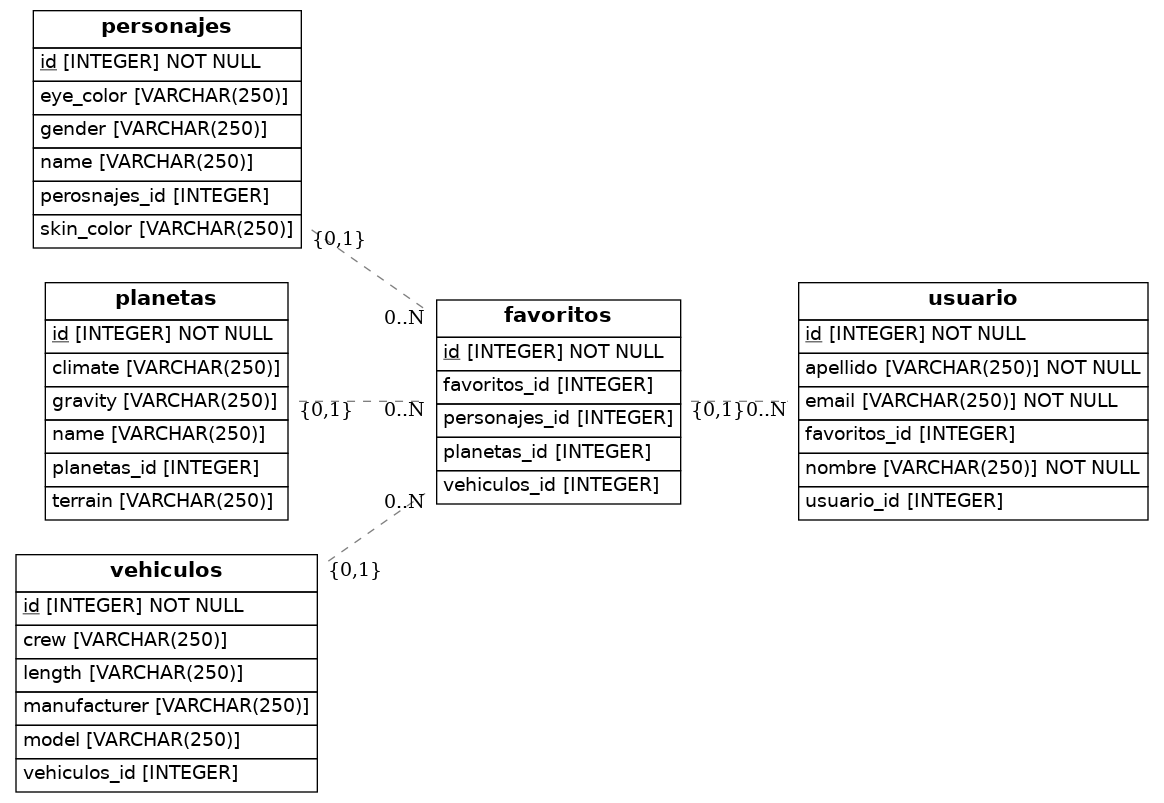 personajes
id [INTEGER] NOT NULL
eye_color [VARCHAR(250)]
gender [VARCHAR(250)]
name [VARCHAR(250)]
perosnajes_id [INTEGER]
skin_color [VARCHAR(250)]
{0,1}
0..N
planetas
id [INTEGER] NOT NULL
climate [VARCHAR(250)]
gravity [VARCHAR(250)]
name [VARCHAR(250)]
planetas_id [INTEGER]
terrain [VARCHAR(250)]
{0,1}
0..N
favoritos
id [INTEGER] NOT NULL
favoritos_id [INTEGER]
personajes_id [INTEGER]
planetas_id [INTEGER]
vehiculos_id [INTEGER]
{0,1}
0..N
usuario
id [INTEGER] NOT NULL
apellido [VARCHAR(250)] NOT NULL
email [VARCHAR(250)] NOT NULL
favoritos_id [INTEGER]
nombre [VARCHAR(250)] NOT NULL
usuario_id [INTEGER]
0..N
{0,1}
vehiculos
id [INTEGER] NOT NULL
crew [VARCHAR(250)]
length [VARCHAR(250)]
manufacturer [VARCHAR(250)]
model [VARCHAR(250)]
vehiculos_id [INTEGER]